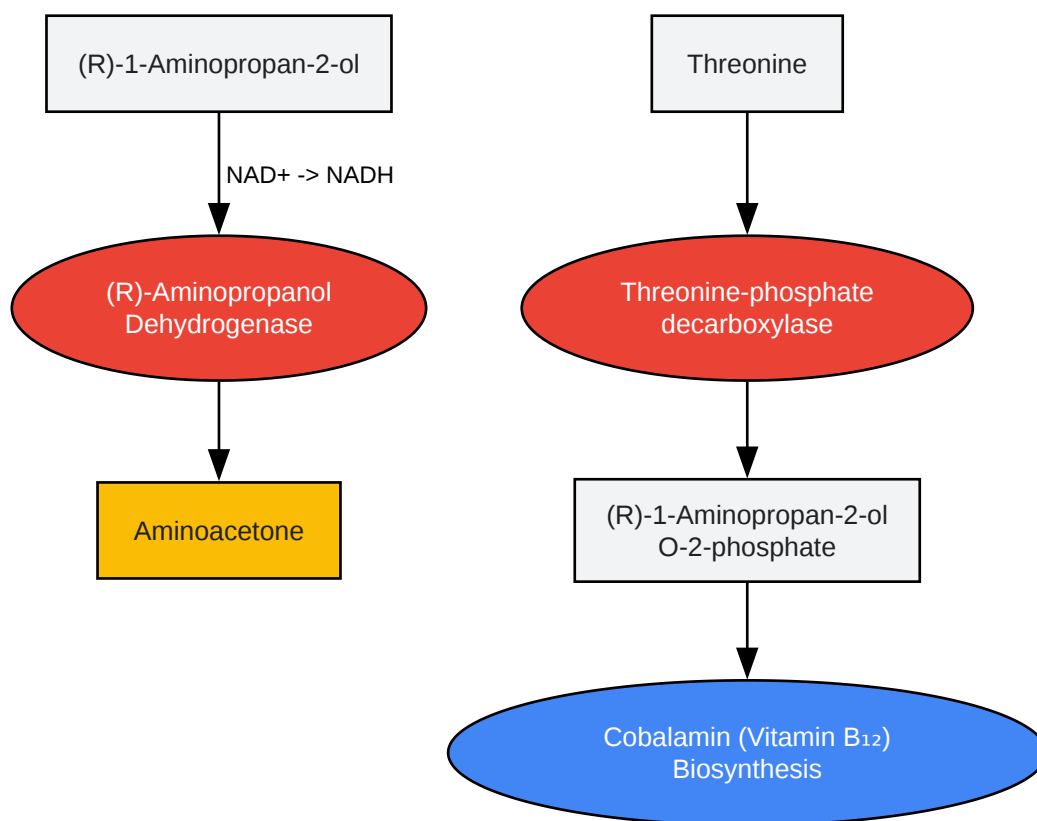 (R)-1-Aminopropan-2-ol
NAD+ -> NADH
(R)-Aminopropanol
Dehydrogenase
Aminoacetone
Threonine
Threonine-phosphate
decarboxylase
(R)-1-Aminopropan-2-ol
O-2-phosphate
Cobalamin (Vitamin B₁₂)
Biosynthesis